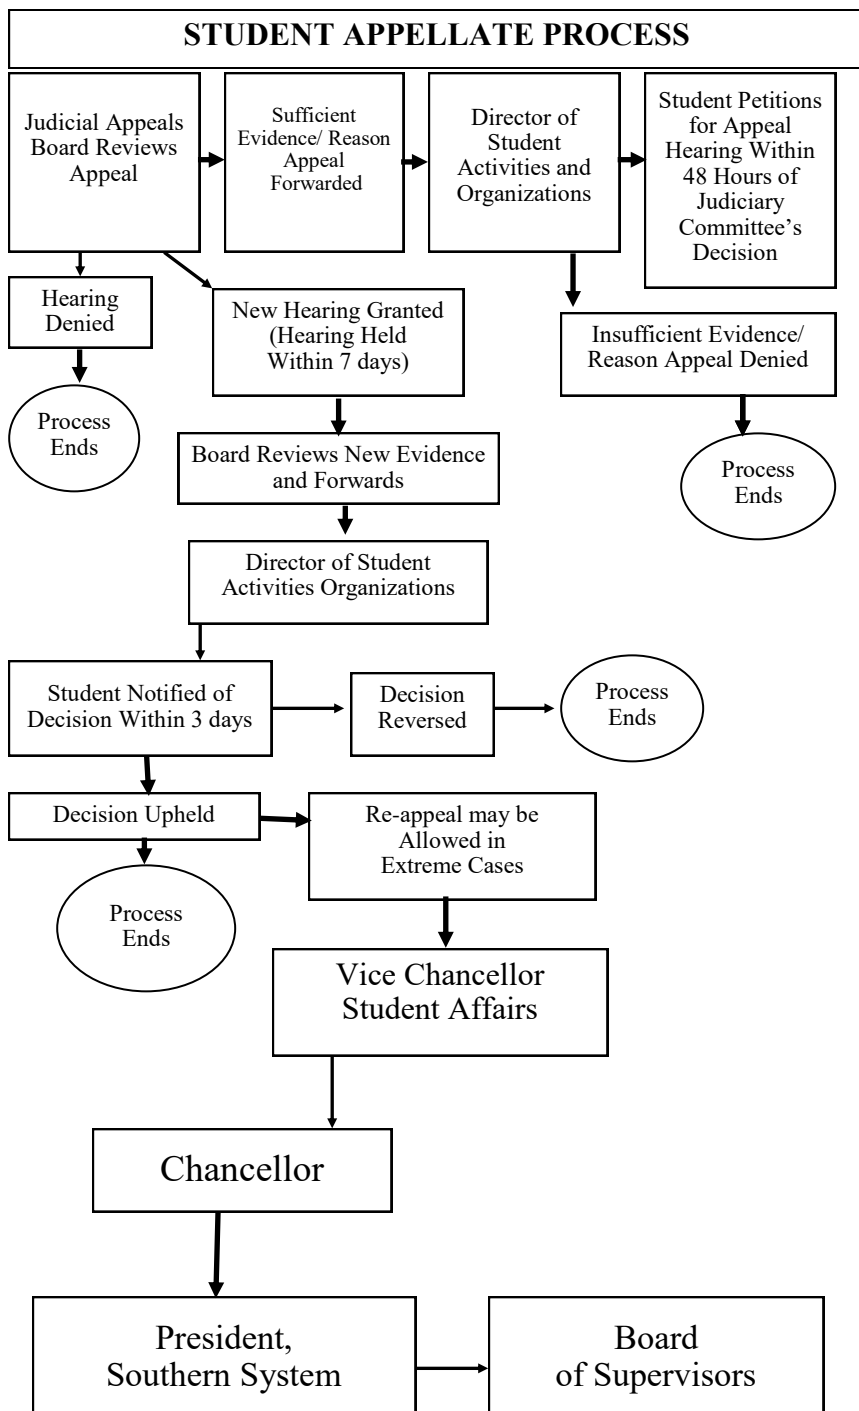 STUDENT APPELLATE PROCESS
Judicial Appeals
Board Reviews
Appeal
Sufficient
Evidence/ Reason
Appeal
Forwarded
Director of
Student
Activities and
Organizations
Student Petitions
for Appeal
Hearing Within
48 Hours of
Judiciary
Committee’s
Decision
Hearing
Denied
New Hearing Granted
(Hearing Held
Within 7 days)
Insufficient Evidence/
Reason Appeal Denied
Process
Ends
Board Reviews New Evidence
and Forwards
Process
Ends
Director of Student
Activities Organizations
Student Notified of
Decision Within 3 days
Decision
Reversed
Process
Ends
Decision Upheld
Re-appeal may be
Allowed in
Extreme Cases
Process
Ends
Vice Chancellor
Student Affairs
Chancellor
President,
Southern System
Board
of Supervisors